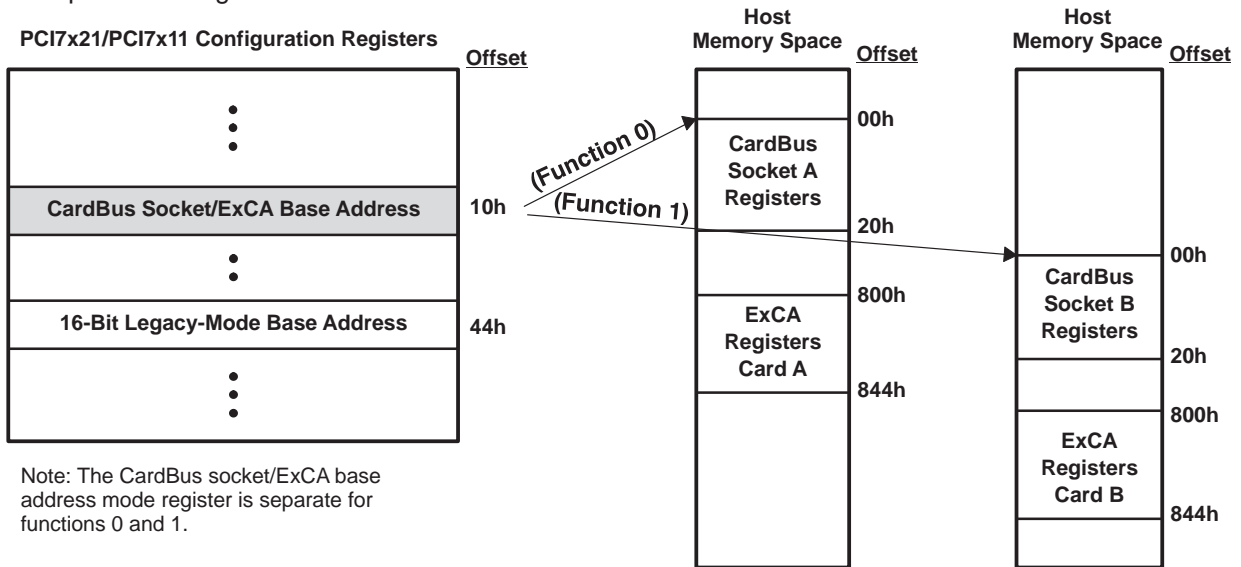 PCI7x21/PCI7x11 Configuration Registers
Offset
CardBus Socket/ExCA Base Address
10h
16-Bit Legacy-Mode Base Address
44h
Note: The CardBus socket/ExCA base
address mode register is separate for
functions 0 and 1.
(Function 0)
(Function 1)
Host
Memory Space
Offset
00h
CardBus
Socket A
Registers
20h
800h
ExCA
Registers
Card A
844h
Host
Memory Space
Offset
00h
CardBus
Socket B
Registers
20h
800h
ExCA
Registers
Card B
844h